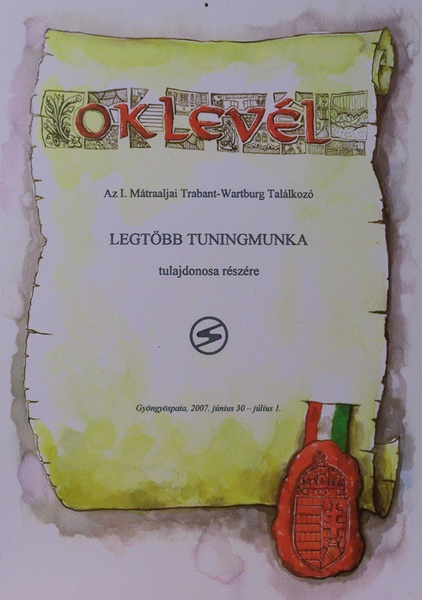 OKLEVÉL
Az I. Mátraaljai Trabant-Wartburg Találkozó
LEGTÖBB TUNINGMUNKA
tulajdonosa részére
Gyöngyöspata, 2007. június 30 – július 1.